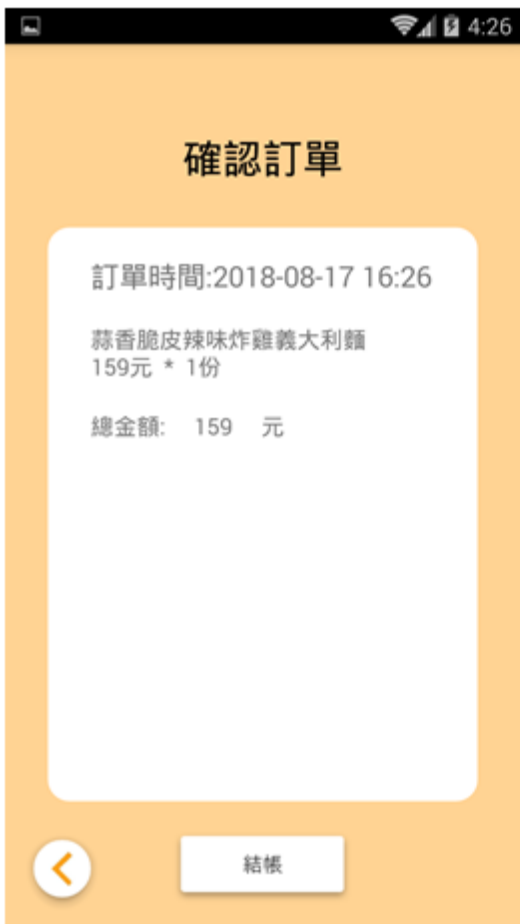 4:26
確認訂單
訂單時間:2018-08-17 16:26
蒜香脆皮辣味炸雞義大利麵
159元 * 1份
總金額: 159 元
結帳